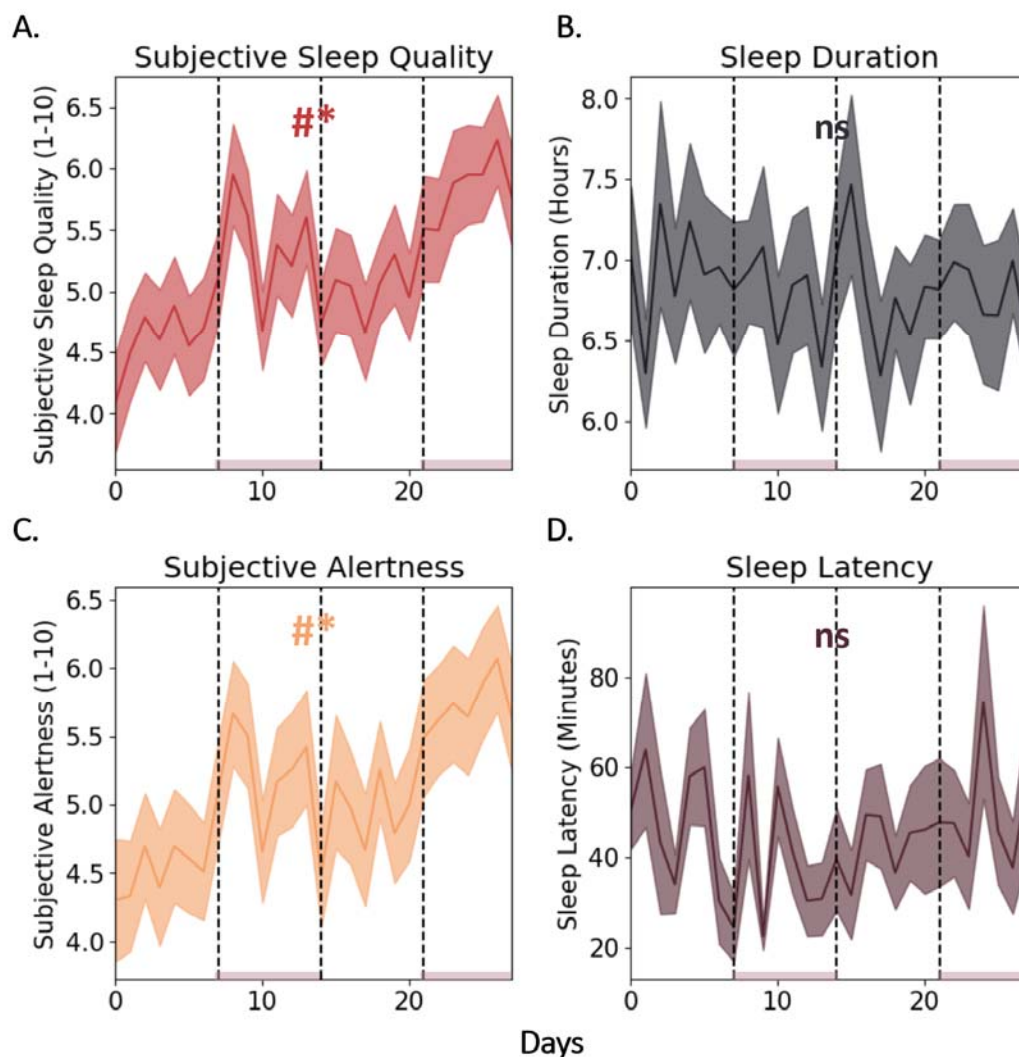 A.
Subjective Sleep Quality
Subjective Sleep Quality (1-10)
6.5
6.0
5.5
5.0
4.5
4.0
#*
0 10 20
B.
Sleep Duration
Sleep Duration (Hours)
8.0
7.5
7.0
6.5
6.0
ns
0 10 20
C.
Subjective Alertness
Subjective Alertness (1-10)
6.5
6.0
5.5
5.0
4.5
4.0
#*
0 10 20
D.
Sleep Latency
Sleep Latency (Minutes)
80
60
40
20
ns
0 10 20
Days